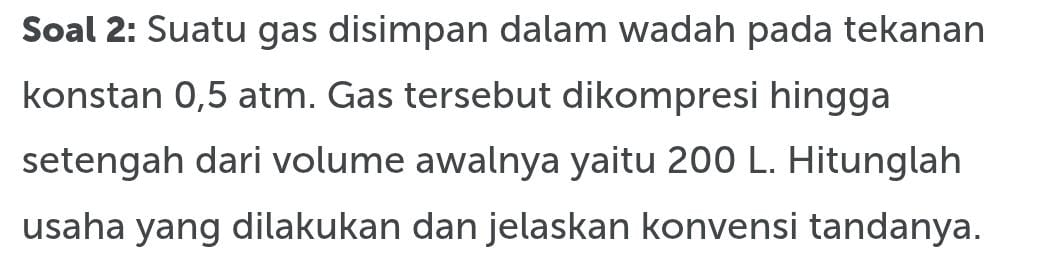 Soal 2: Suatu gas disimpan dalam wadah pada tekanan
konstan 0,5 atm. Gas tersebut dikompresi hingga
setengah dari volume awalnya yaitu 200 L. Hitunglah
usaha yang dilakukan dan jelaskan konvensi tandanya.